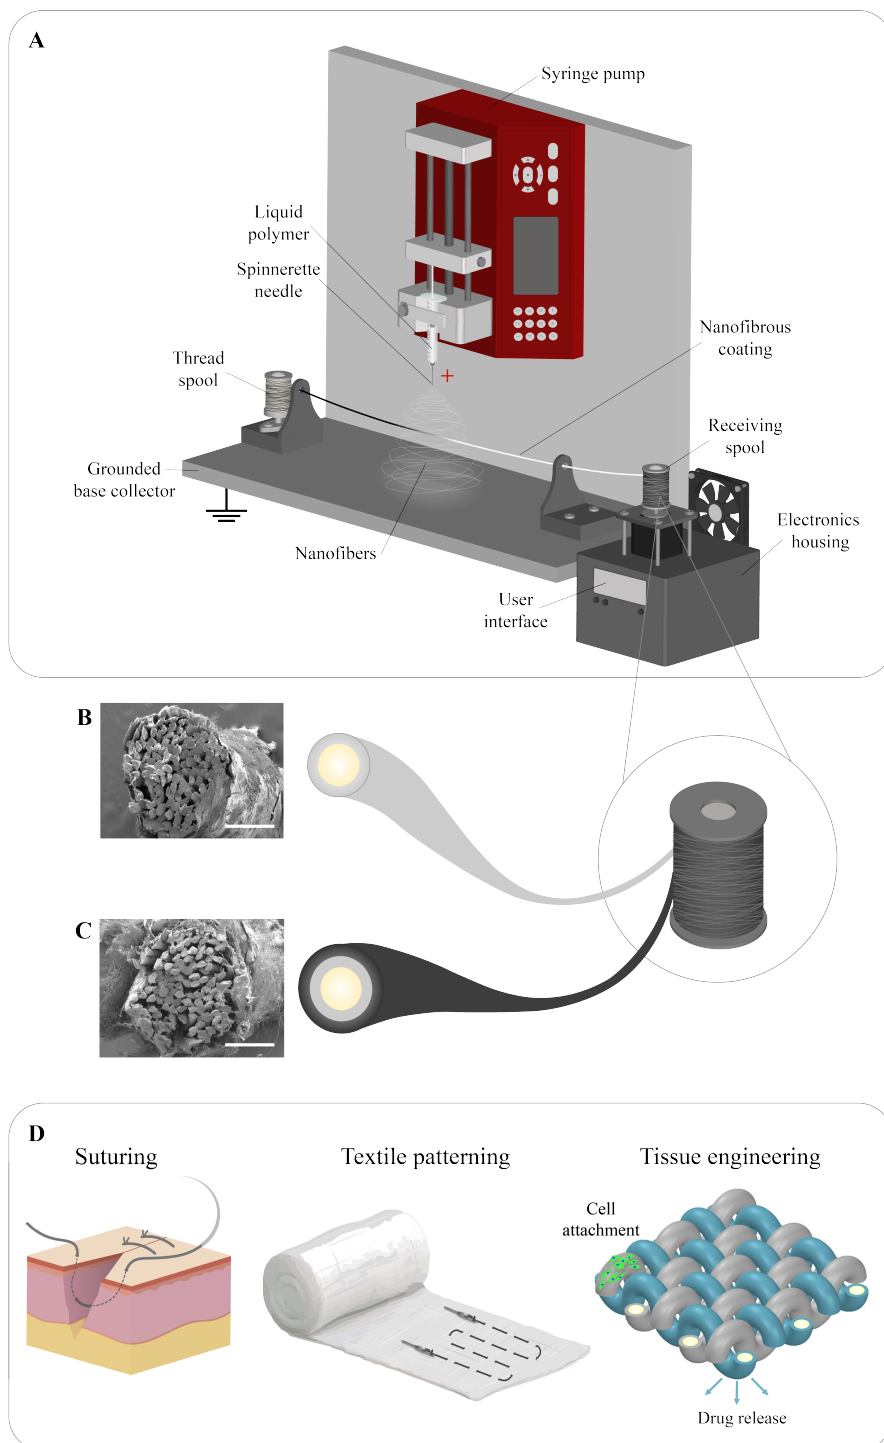 A
Syringe pump
Liquid
polymer
Spinnerette
needle
Nanofibrous
coating
Thread
spool
Receiving
spool
Grounded
base collector
Electronics
housing
Nanofibers
User
interface
B
C
D
Suturing
Textile patterning
Tissue engineering
Cell
attachment
Drug release